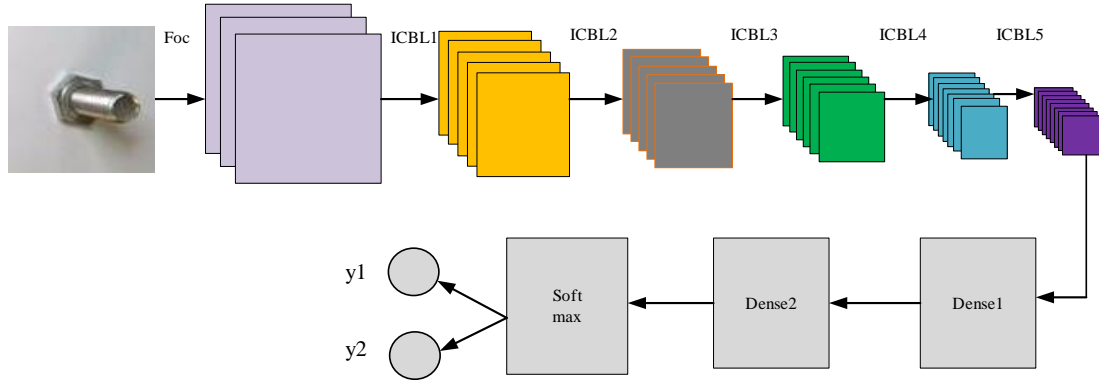 Foc
ICBL1
ICBL2
ICBL3
ICBL4
ICBL5
y1
y2
Soft
max
Dense2
Dense1